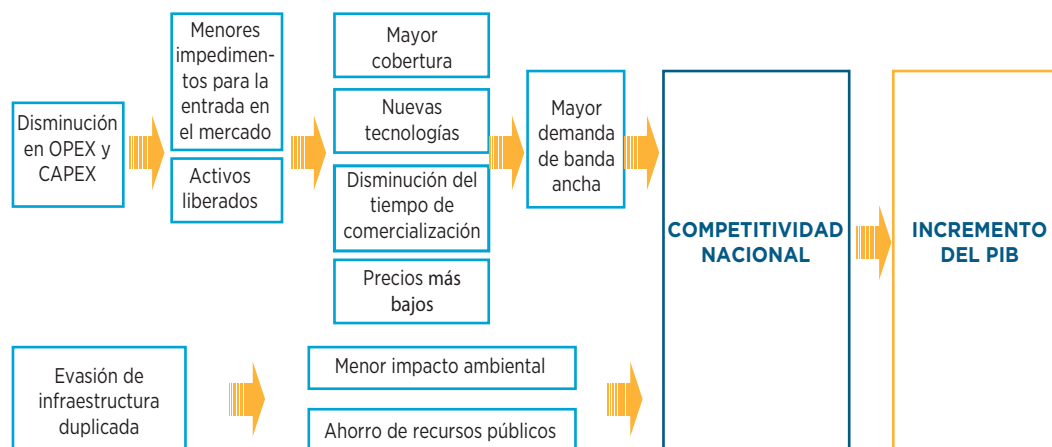 Disminución
en OPEX y
CAPEX
Menores
impedimen-
tos para la
entrada en
el mercado
Activos
liberados
Mayor
cobertura
Nuevas
tecnologías
Disminución del
tiempo de
comercialización
Precios más
bajos
Mayor
demanda
de banda
ancha
COMPETITIVIDAD
NACIONAL
INCREMENTO
DEL PIB
Evasión de
infraestructura
duplicada
Menor impacto ambiental
Ahorro de recursos públicos